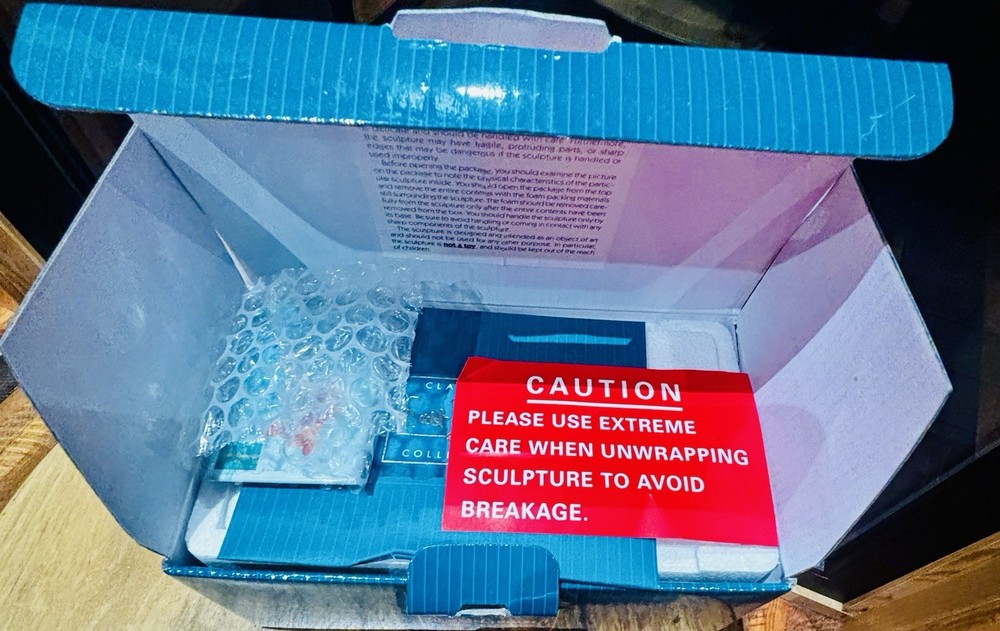 delicate and should be handled with care. Furthermore,
the sculpture may have fragile, protruding parts, or sharp
edges that may be dangerous if the sculpture is handled or
used improperly.
Before opening the package, you should examine the picture
on the package to note the physical characteristics of the partic-
ular sculpture inside. You should open the package from the top
and remove the entire contents with the foam packing materials
still surrounding the sculpture. The foam should be removed care-
fully from the sculpture only after the entire contents have been
removed from the box. You should handle the sculpture only by
its base. Be sure to avoid handling or coming in contact with any
sharp components of the sculpture.
The sculpture is designed and intended as an object of art
and should not be used for any other purpose. In particular,
the sculpture is not a toy, and should be kept out of the reach
of children.
CLA
COLL
CAUTION
PLEASE USE EXTREME
CARE WHEN UNWRAPPING
SCULPTURE TO AVOID
BREAKAGE.